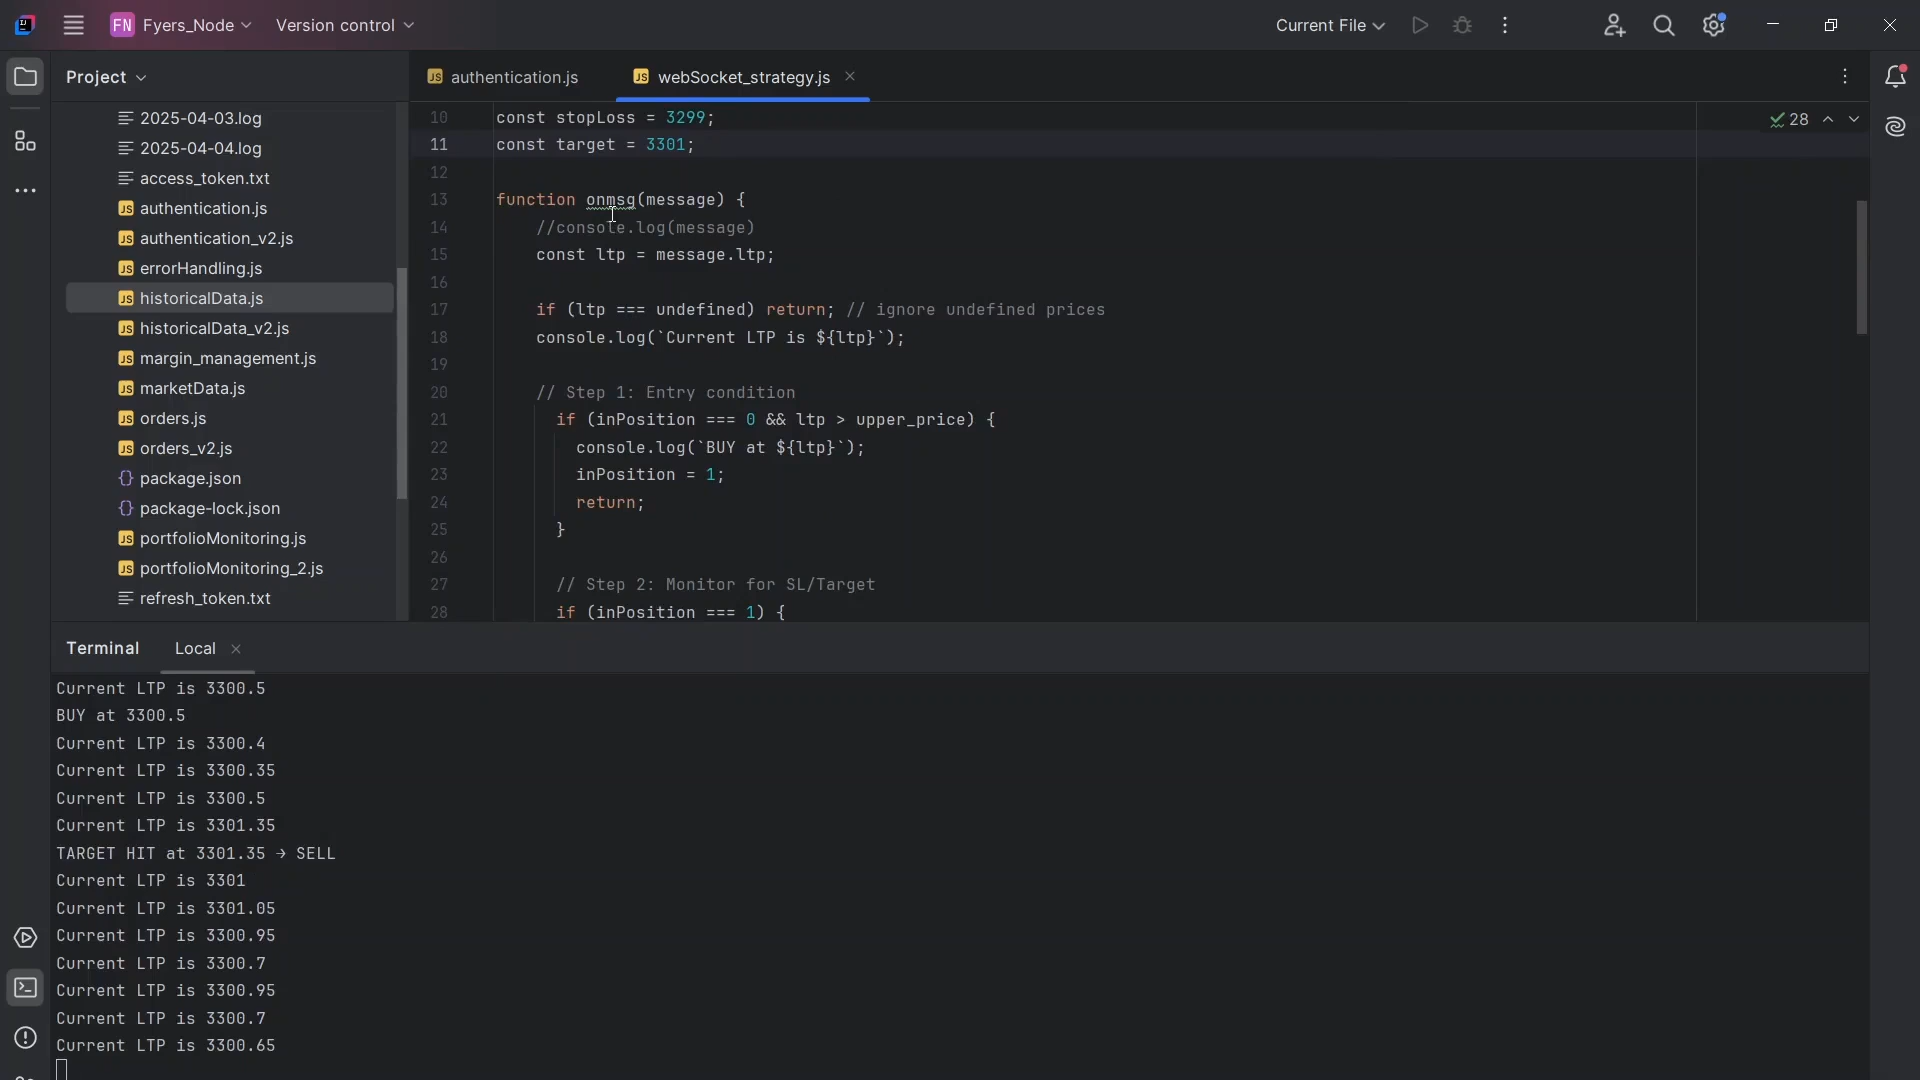 FN Fyers_Node Version control Current File
Project
authentication.js webSocket_strategy.js
2025-04-03.log
2025-04-04.log
access_token.txt
authentication.js
authentication_v2.js
errorHandling.js
historicalData.js
historicalData_v2.js
margin_management.js
marketData.js
orders.js
orders_v2.js
package.json
package-lock.json
portfolioMonitoring.js
portfolioMonitoring_2.js
refresh_token.txt
28
10 const stopLoss = 3299;
11 const target = 3301;
12
13 function onmsg(message) {
14 //console.log(message)
15 const ltp = message.ltp;
16
17 if (ltp === undefined) return; // ignore undefined prices
18 console.log(`Current LTP is ${ltp}`);
19
20 // Step 1: Entry condition
21 if (inPosition === 0 && ltp > upper_price) {
22 console.log(`BUY at ${ltp}`);
23 inPosition = 1;
24 return;
25 }
26
27 // Step 2: Monitor for SL/Target
28 if (inPosition === 1) {
Terminal Local
Current LTP is 3300.5
BUY at 3300.5
Current LTP is 3300.4
Current LTP is 3300.35
Current LTP is 3300.5
Current LTP is 3301.35
TARGET HIT at 3301.35 → SELL
Current LTP is 3301
Current LTP is 3301.05
Current LTP is 3300.95
Current LTP is 3300.7
Current LTP is 3300.95
Current LTP is 3300.7
Current LTP is 3300.65